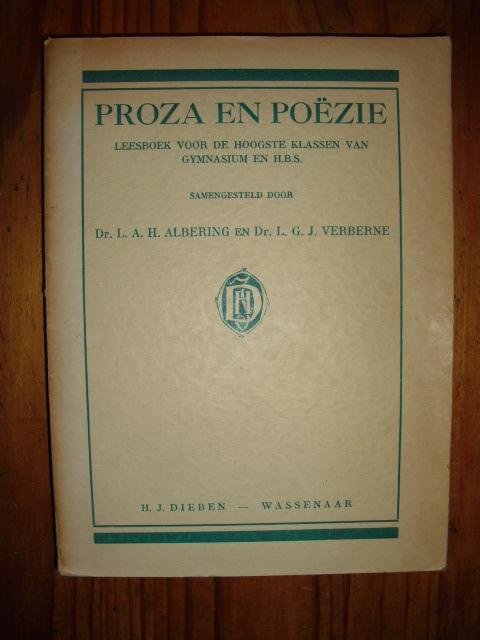 PROZA EN POËZIE
LEESBOEK VOOR DE HOOGSTE KLASSEN VAN
GYMNASIUM EN H.B.S.
SAMENGESTELD DOOR
Dr. L. A. H. ALBERING EN Dr. L. G. J. VERBERNE
H. J. DIEBEN — WASSENAAR